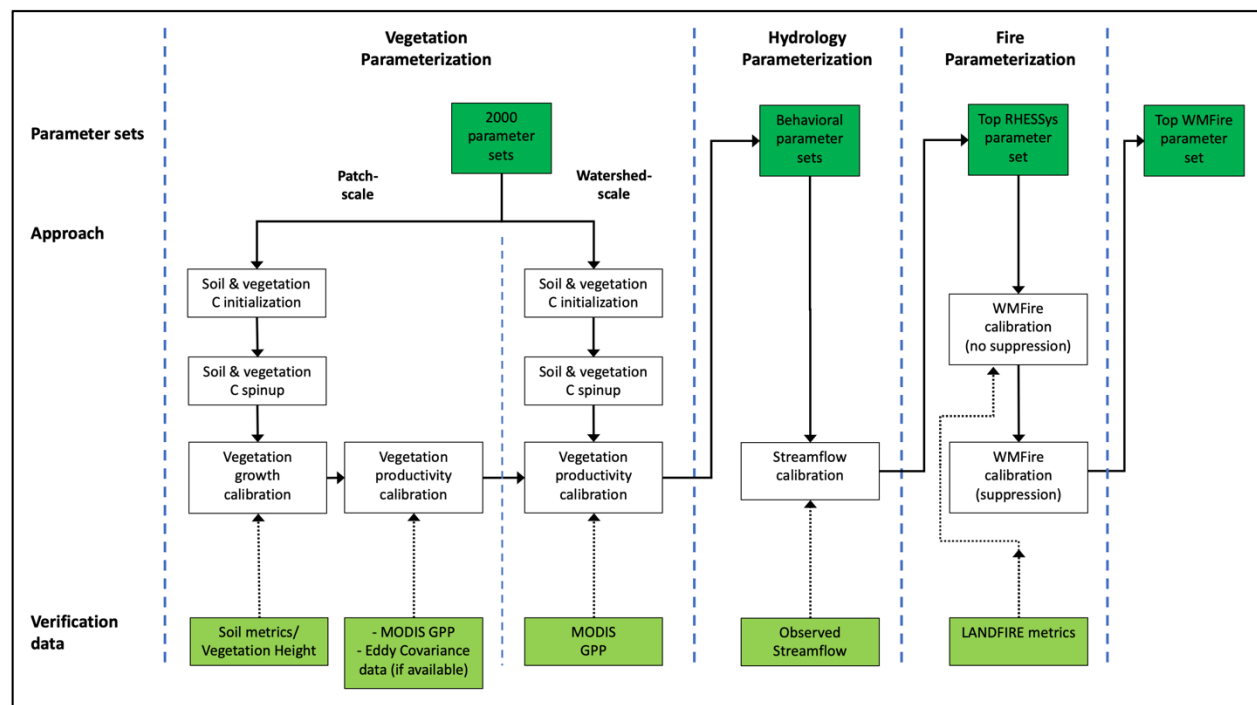 Vegetation
Parameterization
Hydrology
Parameterization
Fire
Parameterization
Parameter sets
2000
parameter
sets
Behavioral
parameter
sets
Top RHESSys
parameter
set
Top WMFire
parameter
set
Patch-
scale
Watershed-
scale
Approach
Soil & vegetation
C initialization
Soil & vegetation
C initialization
WMFire
calibration
(no suppression)
Soil & vegetation
C spinup
Soil & vegetation
C spinup
Vegetation
growth
calibration
Vegetation
productivity
calibration
Vegetation
productivity
calibration
Streamflow
calibration
WMFire
calibration
(suppression)
Verification
data
Soil metrics/
Vegetation Height
- MODIS GPP
- Eddy Covariance
data (if available)
MODIS
GPP
Observed
Streamflow
LANDFIRE metrics